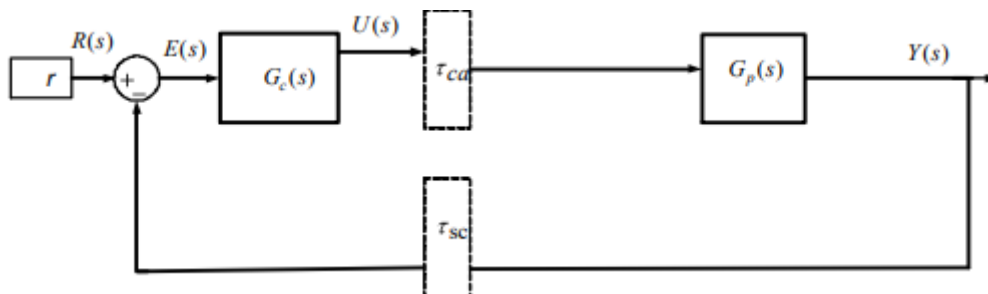 R(s)
E(s)
U(s)
Y(s)
r
+
−
G_c(s)
τ_ca
G_p(s)
τ_sc